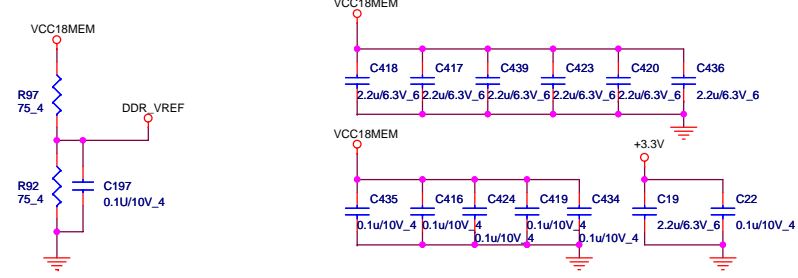 VCC18MEM
R97
75_4
DDR_VREF
R92
75_4
C197
0.1U/10V_4
VCC18MEM
C418
2.2u/6.3V_6
C417
2.2u/6.3V_6
C439
2.2u/6.3V_6
C423
2.2u/6.3V_6
C420
2.2u/6.3V_6
C436
2.2u/6.3V_6
VCC18MEM
C435
0.1u/10V_4
C416
0.1u/10V_4
C424
0.1u/10V_4
C419
0.1u/10V_4
C434
0.1u/10V_4
+3.3V
C19
2.2u/6.3V_6
C22
0.1u/10V_4